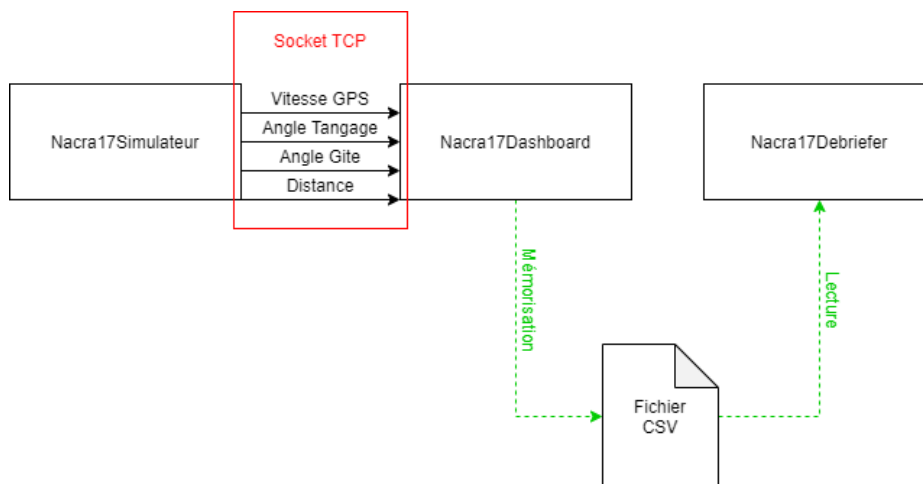 Socket TCP
Nacra17Simulateur
Vitesse GPS
Angle Tangage
Angle Gite
Distance
Nacra17Dashboard
Nacra17Debriefer
Mémorisation
Lecture
Fichier
CSV